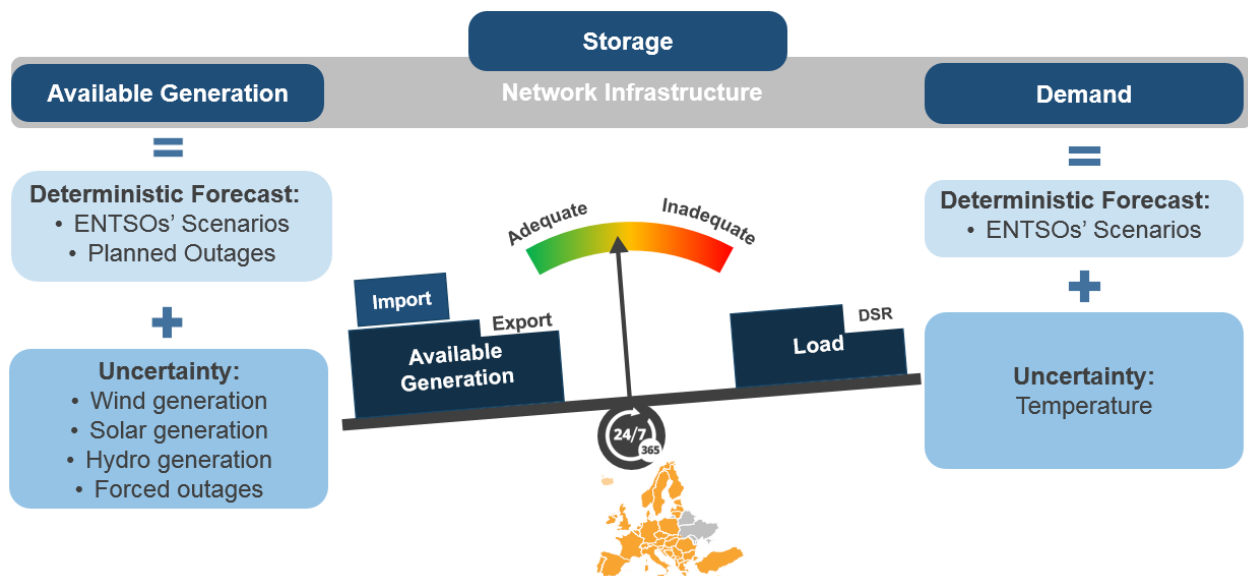 Storage
Available Generation
Network Infrastructure
Demand
Deterministic Forecast:
• ENTSOs’ Scenarios
• Planned Outages
Uncertainty:
• Wind generation
• Solar generation
• Hydro generation
• Forced outages
Adequate
Inadequate
Import
Export
Available
Generation
DSR
Load
24/7
365
Deterministic Forecast:
• ENTSOs’ Scenarios
Uncertainty:
Temperature